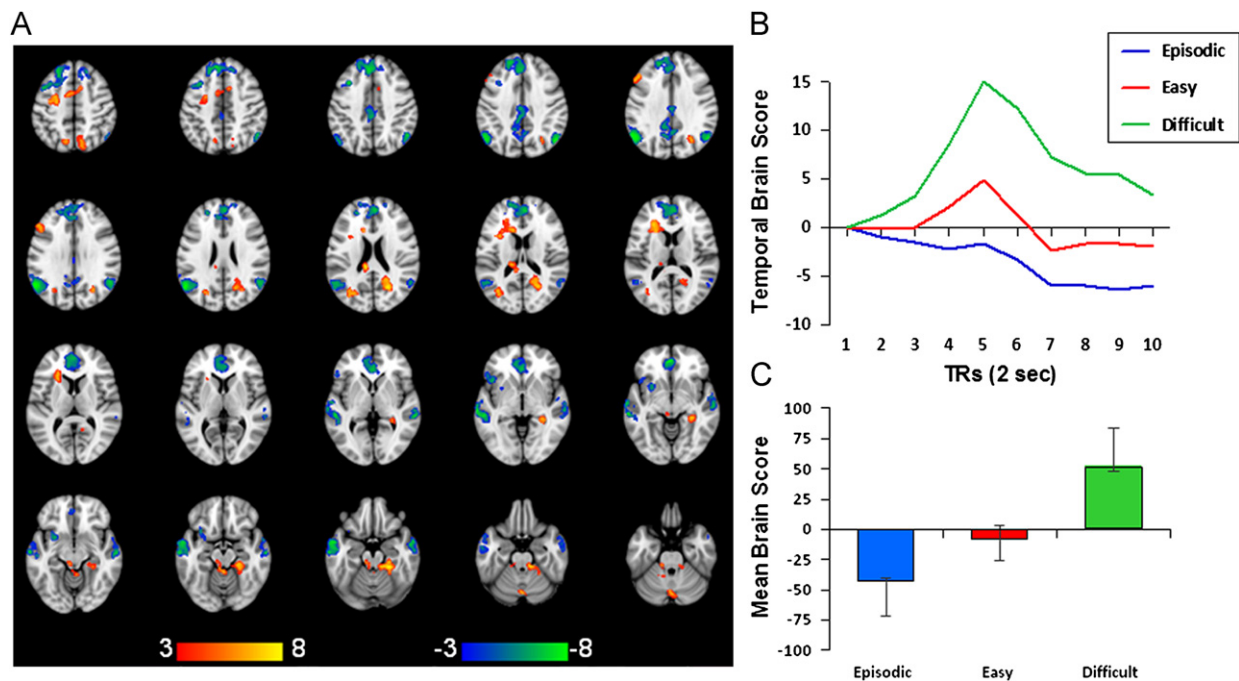 A
3
8
-3
-8
B
Episodic
Easy
Difficult
Temporal Brain Score
15
10
5
0
-5
-10
1 2 3 4 5 6 7 8 9 10
TRs (2 sec)
C
Mean Brain Score
100
75
50
25
0
-25
-50
-75
-100
Episodic Easy Difficult